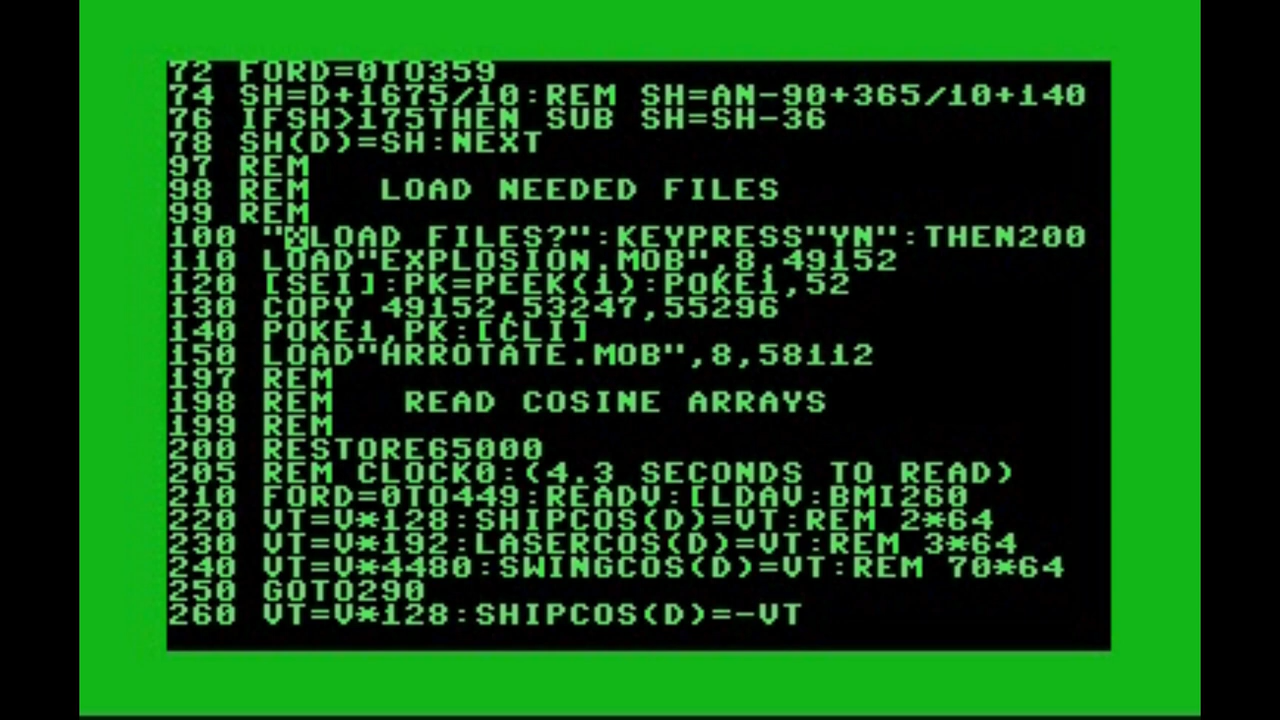 72 FORD=0TO359
74 SH=D+1675/10:REM SH=AN-90+365/10+140
76 IFSH>175THEN SUB SH=SH-36
78 SH(D)=SH:NEXT
97 REM
98 REM   LOAD NEEDED FILES
99 REM
100 "LOAD FILES?":KEYPRESS"YN":THEN200
110 LOAD"EXPLOSION.MOB",8,49152
120 [SEI]:PK=PEEK(1):POKE1,52
130 COPY 49152,53247,55296
140 POKE1,PK:[CLI]
150 LOAD"HRROTATE.MOB",8,58112
197 REM
198 REM   READ COSINE ARRAYS
199 REM
200 RESTORE65000
205 REM CLOCK0:(4.3 SECONDS TO READ)
210 FORD=0TO449:READV:[LDAV:BMI260
220 VT=V*128:SHIPCOS(D)=VT:REM 2*64
230 VT=V*192:LASERCOS(D)=VT:REM 3*64
240 VT=V*4480:SWINGCOS(D)=VT:REM 70*64
250 GOTO290
260 VT=V*128:SHIPCOS(D)=-VT